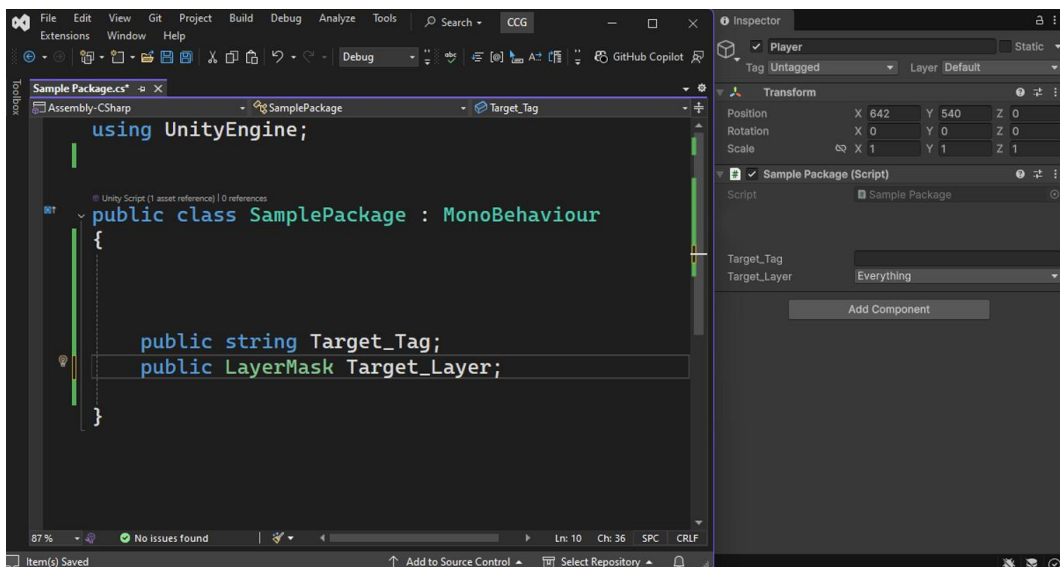 File Edit View Git Project Build Debug Analyze Tools Search CCG
Extensions Window Help
Debug GitHub Copilot
Toolbox
Sample Package.cs*
Assembly-CSharp SamplePackage Target_Tag
using UnityEngine;
Unity Script (1 asset reference) | 0 references
public class SamplePackage : MonoBehaviour
{
public string Target_Tag;
public LayerMask Target_Layer;
}
87 % No issues found Ln: 10 Ch: 36 SPC CRLF
Item(s) Saved Add to Source Control Select Repository
Inspector
Player Static
Tag Untagged Layer Default
Transform
Position X 642 Y 540 Z 0
Rotation X 0 Y 0 Z 0
Scale X 1 Y 1 Z 1
# Sample Package (Script)
Script Sample Package
Target_Tag
Target_Layer Everything
Add Component